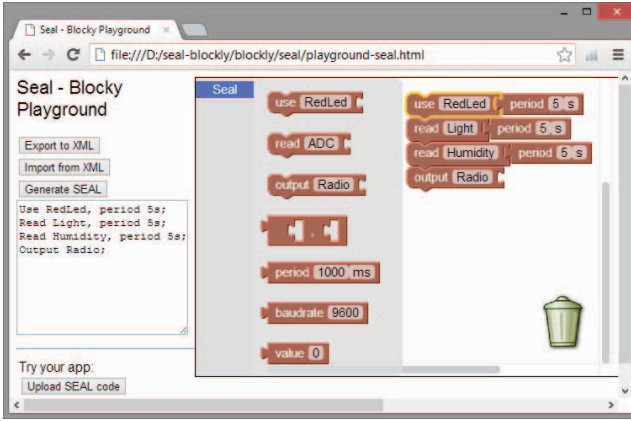 Seal - Blocky Playground
file:///D:/seal-blockly/blockly/seal/playground-seal.html
Seal - Blocky
Playground
Export to XML
Import from XML
Generate SEAL
Use RedLed, period 5s;
Read Light, period 5s;
Read Humidity, period 5s;
Output Radio;
Try your app:
Upload SEAL code
Seal
use RedLed
read ADC
output Radio
,
period 1000 ms
baudrate 9600
value 0
use RedLed period 5 s
read Light period 5 s
read Humidity period 5 s
output Radio